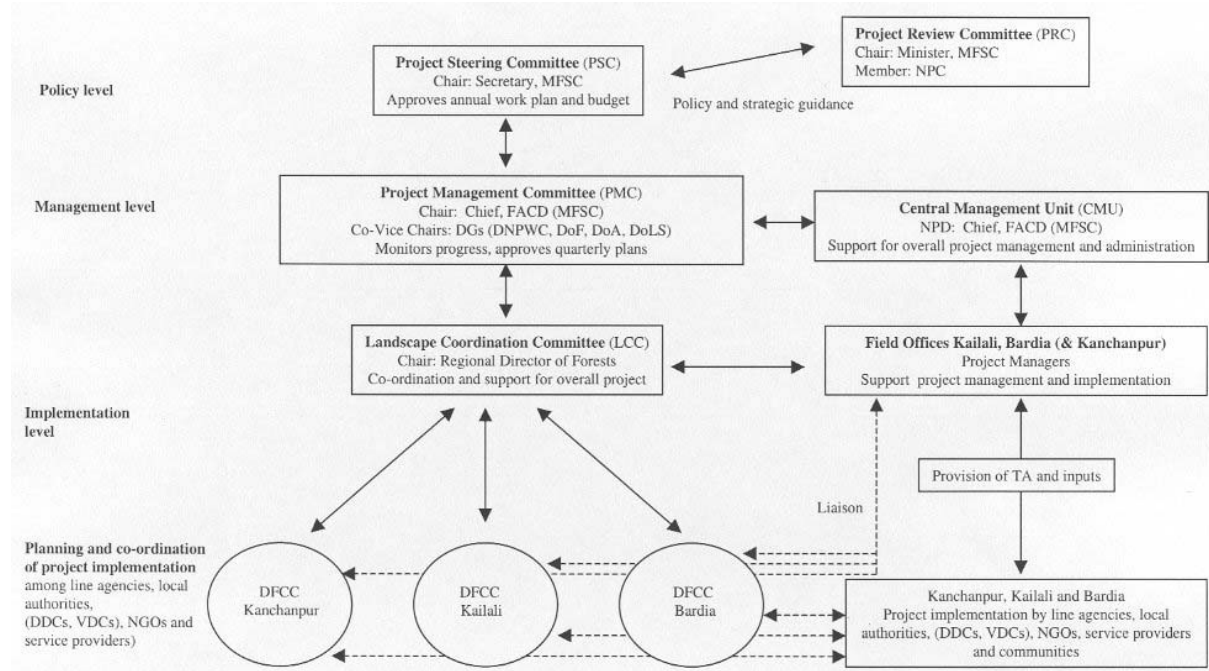 Project Review Committee (PRC)
Chair: Minister, MFSC
Member: NPC
Project Steering Committee (PSC)
Chair: Secretary, MFSC
Approves annual work plan and budget
Policy level
Policy and strategic guidance
Project Management Committee (PMC)
Chair: Chief, FACD (MFSC)
Co-Vice Chairs: DGs (DNPWC, DoF, DoA, DoLS)
Monitors progress, approves quarterly plans
Management level
Central Management Unit (CMU)
NPD: Chief, FACD (MFSC)
Support for overall project management and administration
Landscape Coordination Committee (LCC)
Chair: Regional Director of Forests
Co-ordination and support for overall project
Field Offices Kailali, Bardia (& Kanchanpur)
Project Managers
Support project management and implementation
Implementation
level
Provision of TA and inputs
Liaison
Planning and co-ordination
of project implementation
among line agencies, local
authorities,
(DDCs, VDCs), NGOs and
service providers)
DFCC
Kanchanpur
DFCC
Kailali
DFCC
Bardia
Kanchanpur, Kailali and Bardia
Project implementation by line agencies, local
authorities, (DDCs, VDCs), NGOs, service providers
and communities